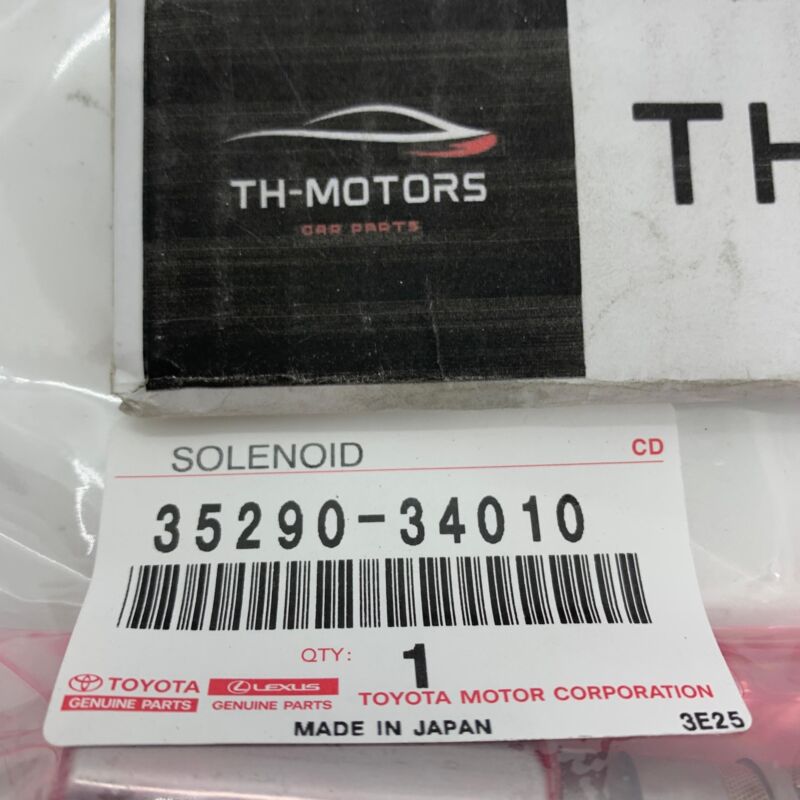 TH-MOTORS
CAR PARTS
TH
SOLENOID
CD
35290-34010
QTY: 1
TOYOTA
GENUINE PARTS
LEXUS
GENUINE PARTS
TOYOTA MOTOR CORPORATION
MADE IN JAPAN
3E25